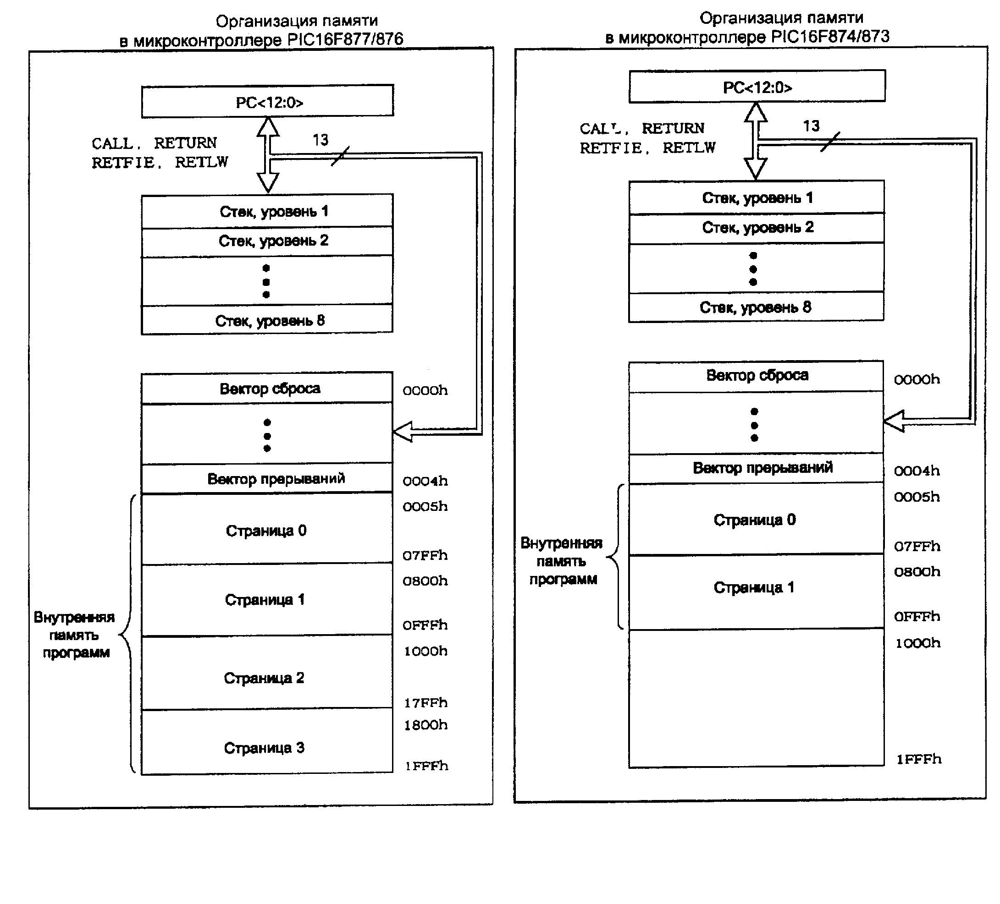 Организация памяти
в микроконтроллере PIC16F877/876
PC<12:0>
CALL, RETURN
RETFIE, RETLW
13
Стек, уровень 1
Стек, уровень 2
Стек, уровень 8
Вектор сброса
0000h
Вектор прерываний
0004h
0005h
Страница 0
07FFh
0800h
Страница 1
0FFFh
Внутренняя
память
программ
1000h
Страница 2
17FFh
1800h
Страница 3
1FFFh
Организация памяти
в микроконтроллере PIC16F874/873
PC<12:0>
CALL, RETURN
RETFIE, RETLW
13
Стек, уровень 1
Стек, уровень 2
Стек, уровень 8
Вектор сброса
0000h
Вектор прерываний
0004h
0005h
Страница 0
07FFh
Внутренняя
память
программ
0800h
Страница 1
0FFFh
1000h
1FFFh